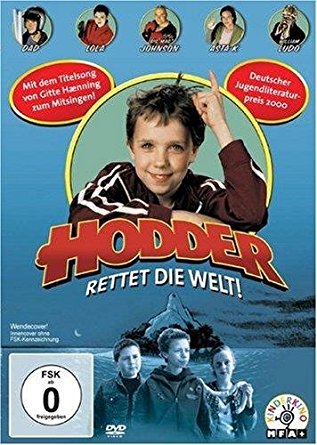 DAD
LOLA
JOHNSON
ASTA K.
LUDO
Mit dem Titelsong
von Gitte Hænning
zum Mitsingen!
Deutscher
Jugendliteratur-
preis 2000
HODDER
RETTET DIE WELT!
Wendecover!
Innencover ohne
FSK-Kennzeichnung
FSK
ab
0
freigegeben
DVD
VIDEO
KINDERKINO
MFA+